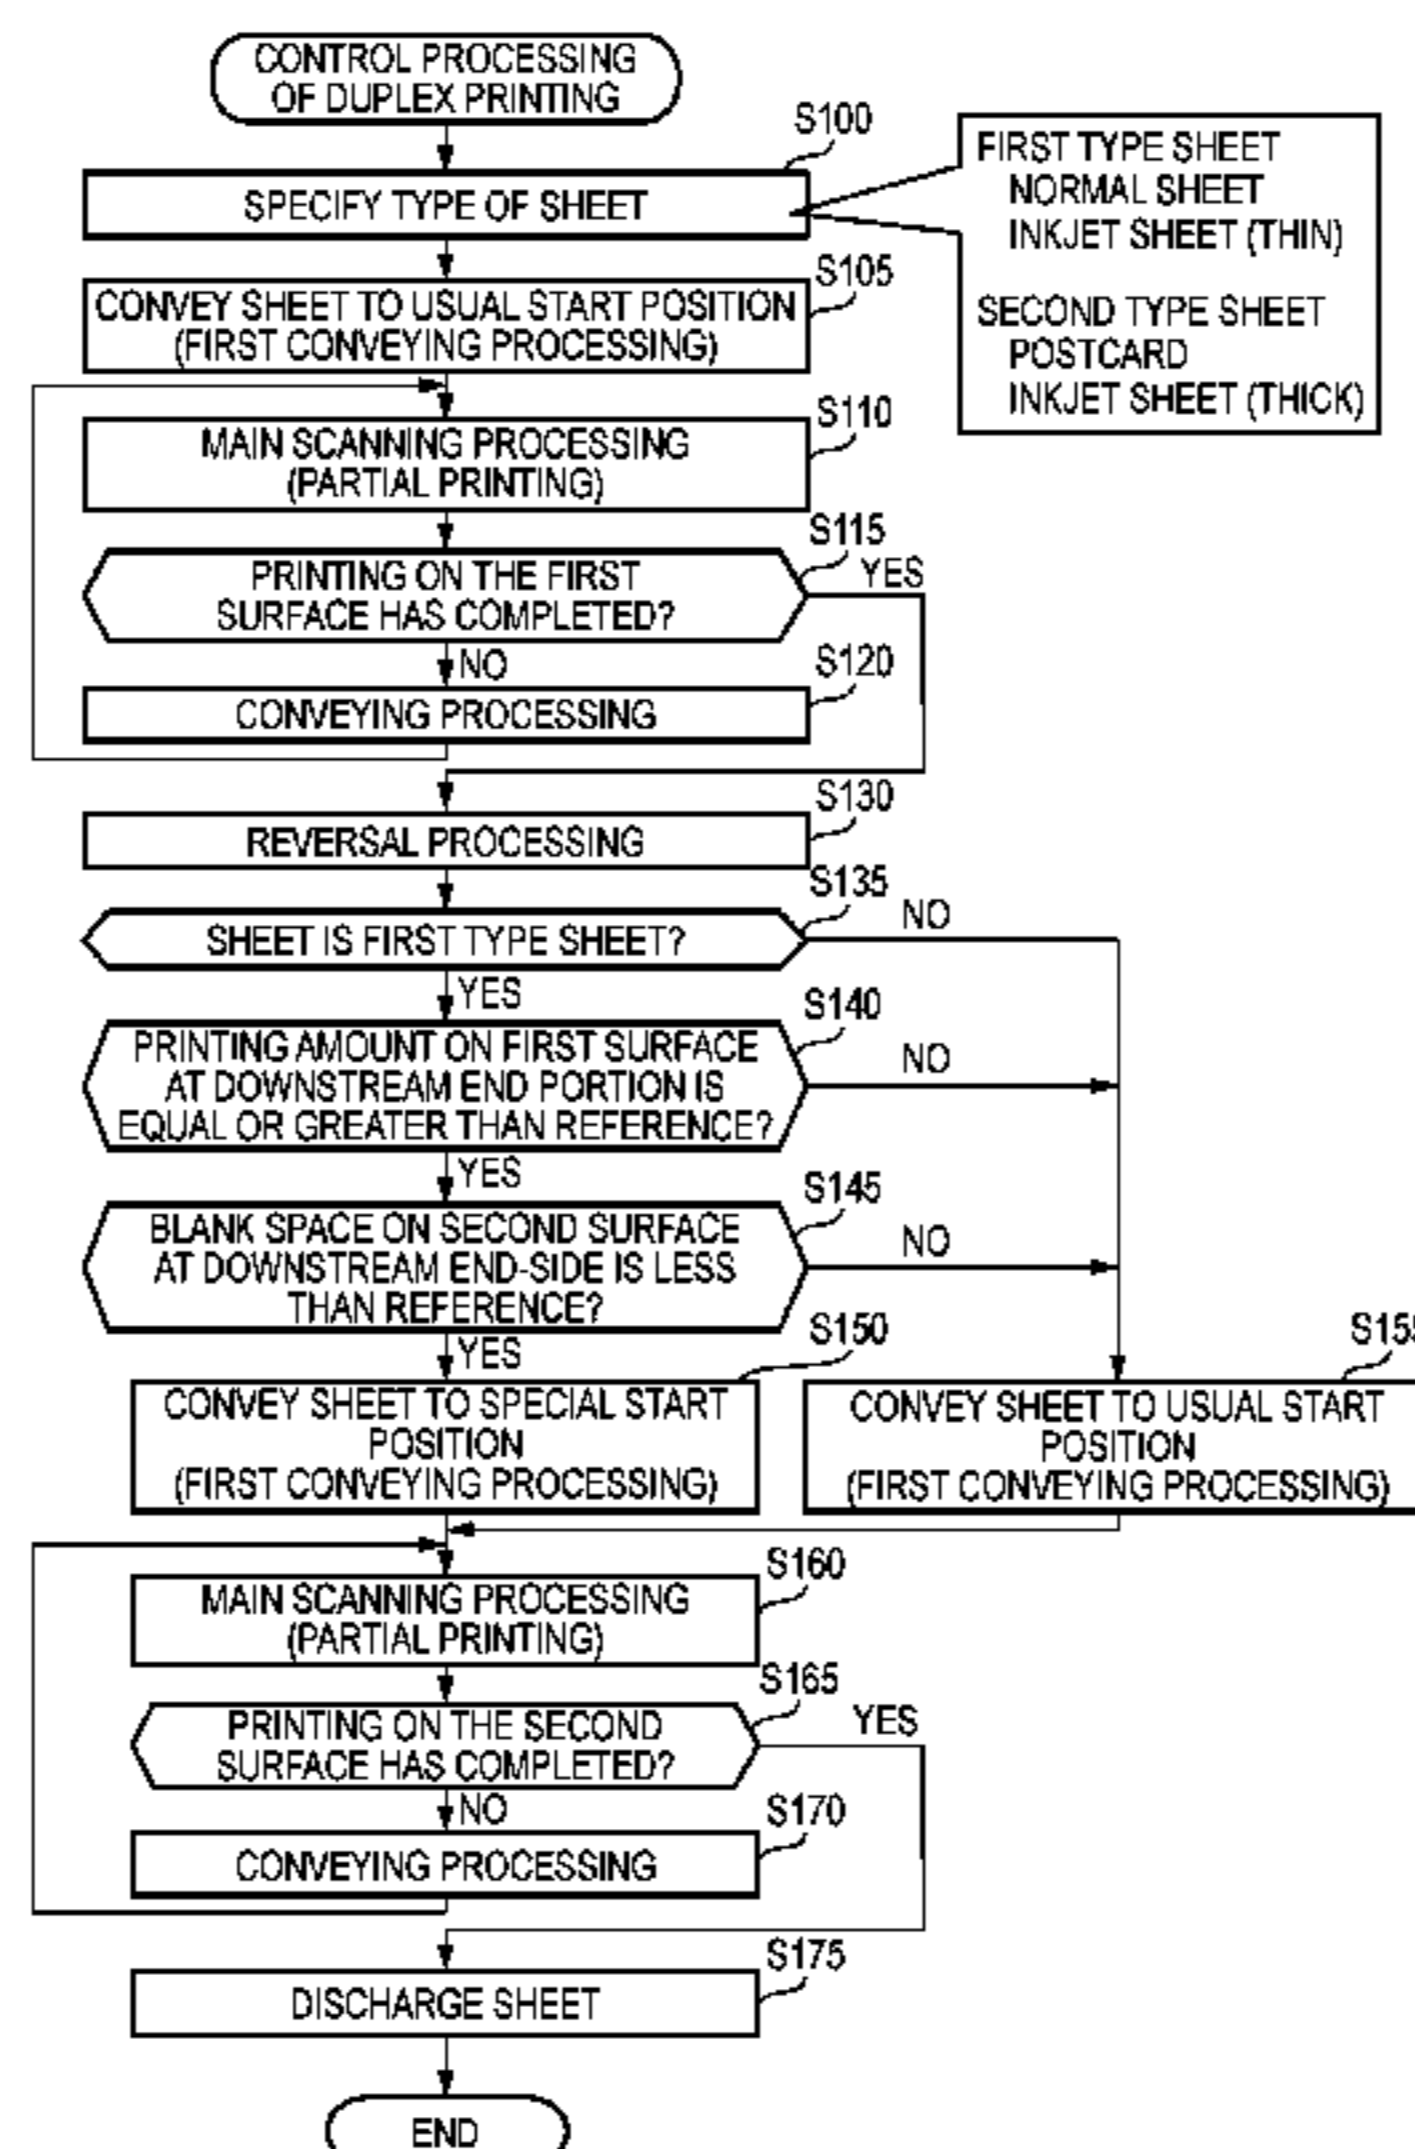 CONTROL PROCESSING
OF DUPLEX PRINTING
S100
SPECIFY TYPE OF SHEET
FIRST TYPE SHEET
NORMAL SHEET
INKJET SHEET (THIN)
SECOND TYPE SHEET
POSTCARD
INKJET SHEET (THICK)
S105
CONVEY SHEET TO USUAL START POSITION
(FIRST CONVEYING PROCESSING)
S110
MAIN SCANNING PROCESSING
(PARTIAL PRINTING)
S115
PRINTING ON THE FIRST
SURFACE HAS COMPLETED?
YES
NO
S120
CONVEYING PROCESSING
S130
REVERSAL PROCESSING
S135
SHEET IS FIRST TYPE SHEET?
NO
YES
S140
PRINTING AMOUNT ON FIRST SURFACE
AT DOWNSTREAM END PORTION IS
EQUAL OR GREATER THAN REFERENCE?
NO
YES
S145
BLANK SPACE ON SECOND SURFACE
AT DOWNSTREAM END-SIDE IS LESS
THAN REFERENCE?
NO
YES
S150
CONVEY SHEET TO SPECIAL START
POSITION
(FIRST CONVEYING PROCESSING)
S155
CONVEY SHEET TO USUAL START
POSITION
(FIRST CONVEYING PROCESSING)
S160
MAIN SCANNING PROCESSING
(PARTIAL PRINTING)
S165
PRINTING ON THE SECOND
SURFACE HAS COMPLETED?
YES
NO
S170
CONVEYING PROCESSING
S175
DISCHARGE SHEET
END